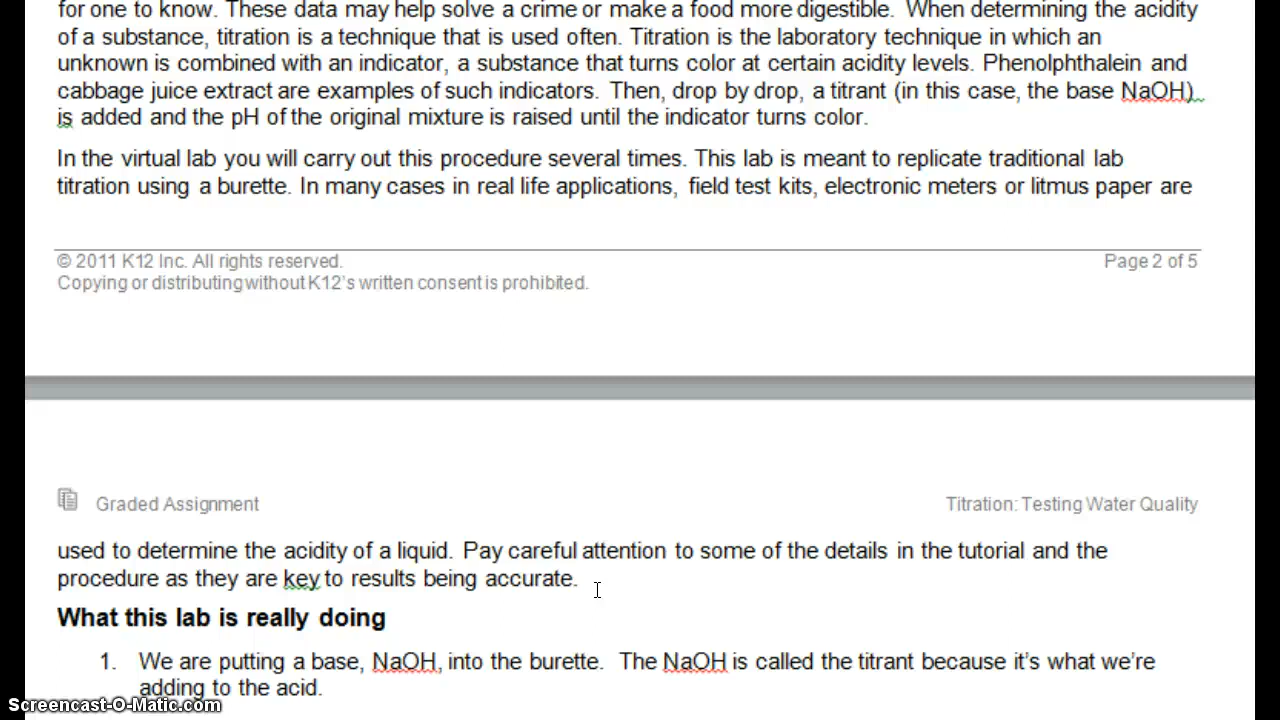 for one to know. These data may help solve a crime or make a food more digestible. When determining the acidity
of a substance, titration is a technique that is used often. Titration is the laboratory technique in which an
unknown is combined with an indicator, a substance that turns color at certain acidity levels. Phenolphthalein and
cabbage juice extract are examples of such indicators. Then, drop by drop, a titrant (in this case, the base NaOH)
is added and the pH of the original mixture is raised until the indicator turns color.
In the virtual lab you will carry out this procedure several times. This lab is meant to replicate traditional lab
titration using a burette. In many cases in real life applications, field test kits, electronic meters or litmus paper are
© 2011 K12 Inc. All rights reserved.
Page 2 of 5
Copying or distributing without K12's written consent is prohibited.
Graded Assignment
Titration: Testing Water Quality
used to determine the acidity of a liquid. Pay careful attention to some of the details in the tutorial and the
procedure as they are key to results being accurate.
What this lab is really doing
1. We are putting a base, NaOH, into the burette. The NaOH is called the titrant because it's what we're
adding to the acid.
Screencast-O-Matic.com